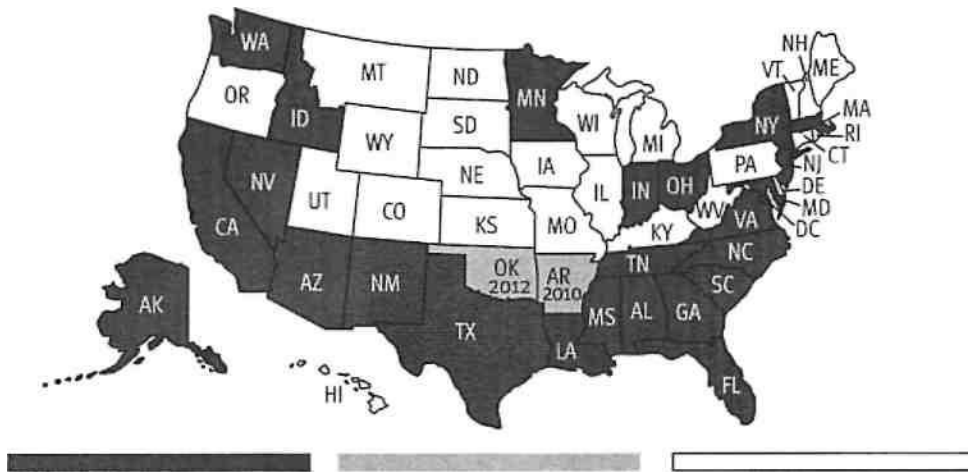 WA
MT
ND
MN
NH
VT
ME
OR
ID
WY
SD
WI
MI
NY
MA
RI
CT
NV
UT
CO
NE
IA
IL
IN
OH
PA
NJ
DE
MD
DC
CA
KS
MO
KY
WV
VA
AZ
NM
OK
2012
AR
2010
TN
NC
SC
AK
HI
TX
LA
MS
AL
GA
FL